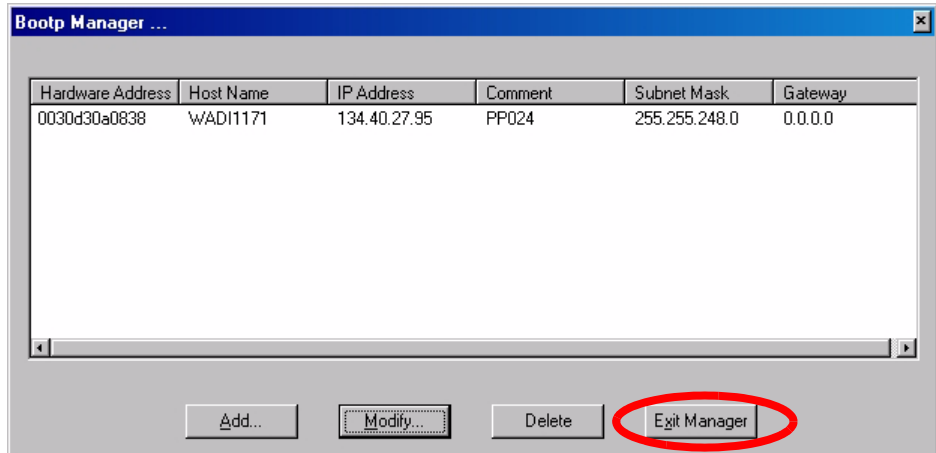 Bootp Manager ...
Hardware Address Host Name IP Address Comment Subnet Mask Gateway
0030d30a0838 WADI1171 134.40.27.95 PP024 255.255.248.0 0.0.0.0
Add... Modify... Delete Exit Manager